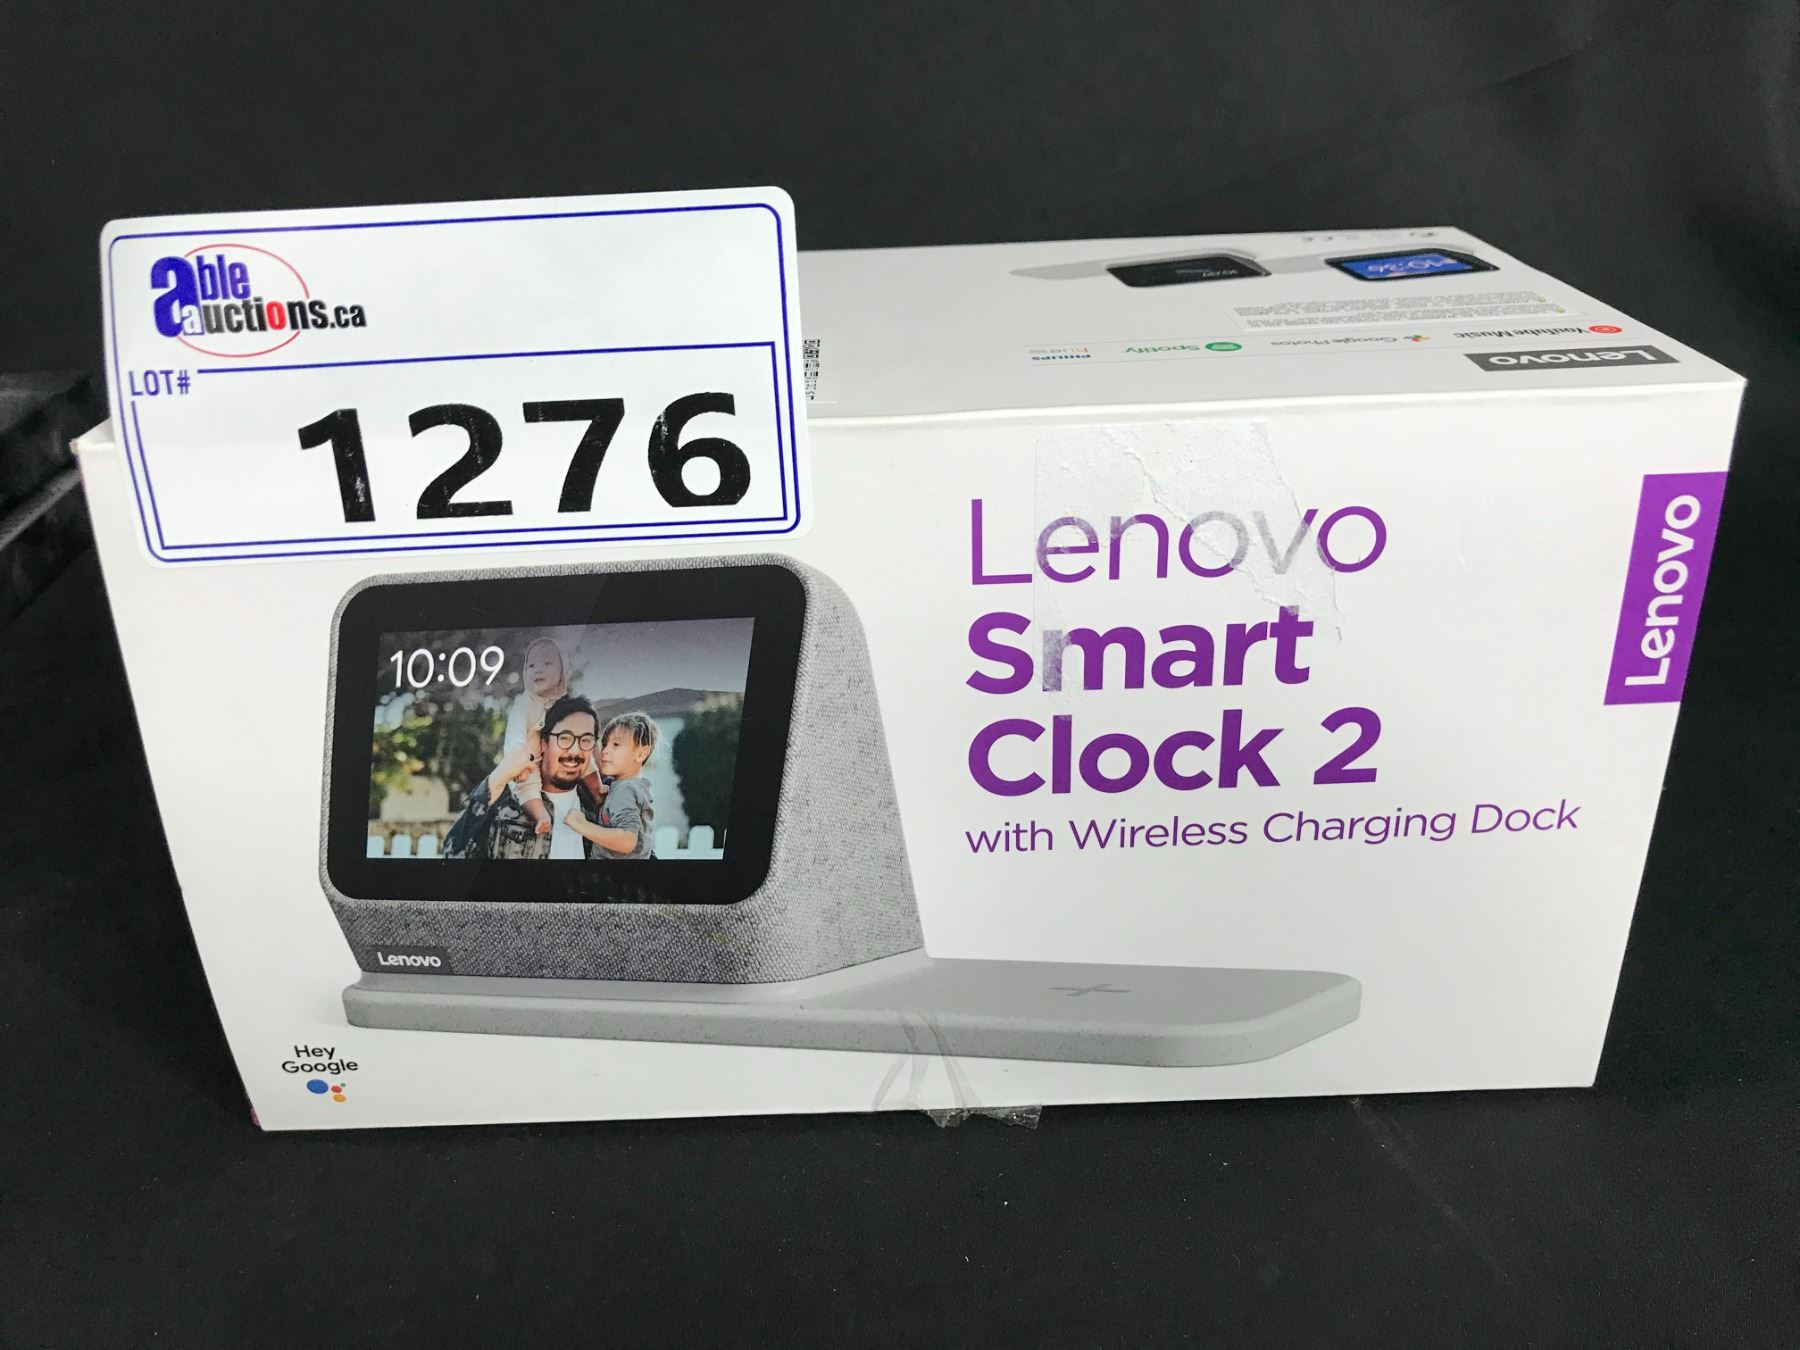 able
auctions.ca
LOT#
1276
Lenovo
YouTube Music
Google Photos
Spotify
PHILIPS
hue
Lenovo
Smart
Clock 2
with Wireless Charging Dock
Lenovo
10:09
Lenovo
Hey
Google